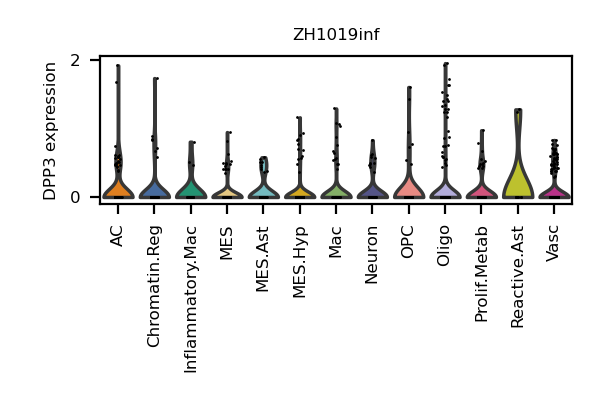 ZH1019inf
DPP3 expression
2
0
AC
Chromatin.Reg
Inflammatory.Mac
MES
MES.Ast
MES.Hyp
Mac
Neuron
OPC
Oligo
Prolif.Metab
Reactive.Ast
Vasc